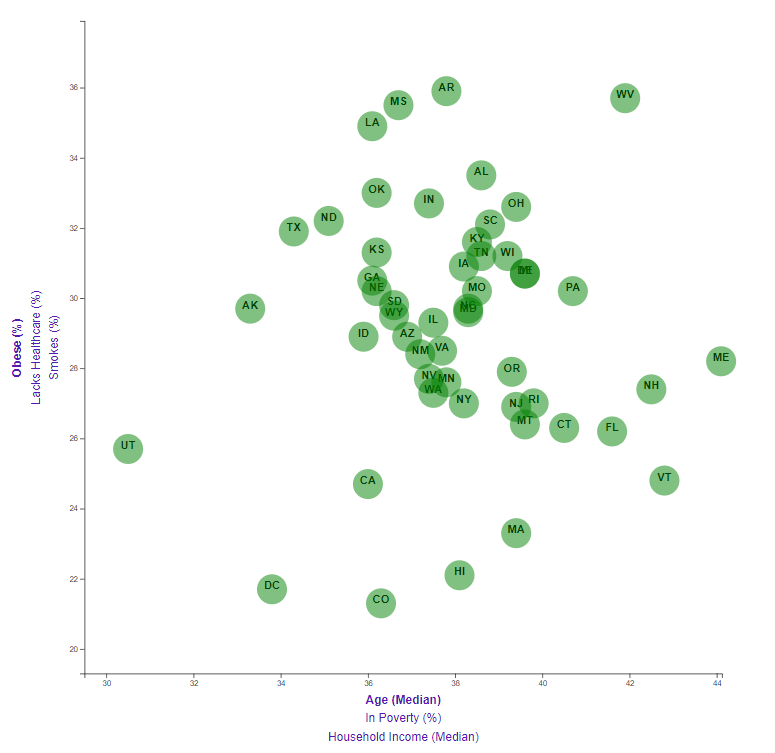 36
34
32
30
28
26
24
22
20
30
32
34
36
38
40
42
44
Obese (%)
Lacks Healthcare (%)
Smokes (%)
Age (Median)
In Poverty (%)
Household Income (Median)
AR
WV
MS
LA
AL
OK
IN
OH
ND
SC
TX
KY
KS
TN
WI
IA
GA
NE
MO
PA
SD
AK
WY
IL
ID
AZ
VA
NM
ME
OR
NV
MN
NH
WA
NY
NJ
RI
MT
CT
FL
UT
CA
VT
MA
HI
DC
CO